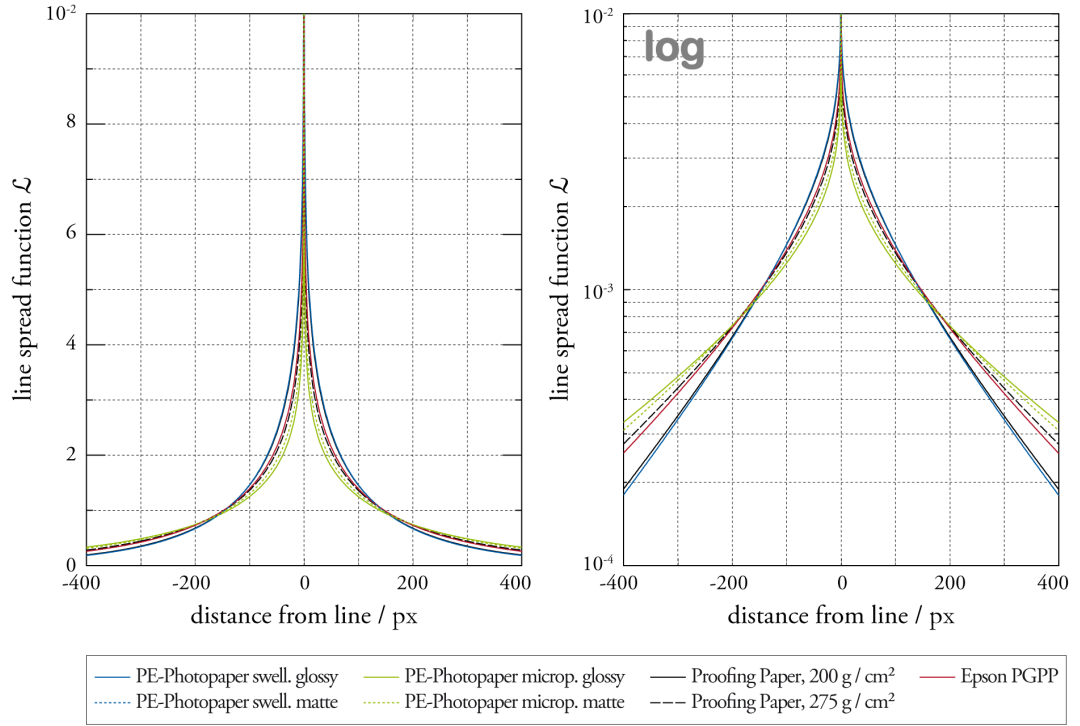 10⁻²
8
6
4
2
0
line spread function ℒ
-400 -200 0 200 400
distance from line / px
log
10⁻²
10⁻³
10⁻⁴
line spread function ℒ
-400 -200 0 200 400
distance from line / px
PE-Photopaper swell. glossy PE-Photopaper microp. glossy Proofing Paper, 200 g / cm² Epson PGPP
PE-Photopaper swell. matte PE-Photopaper microp. matte Proofing Paper, 275 g / cm²